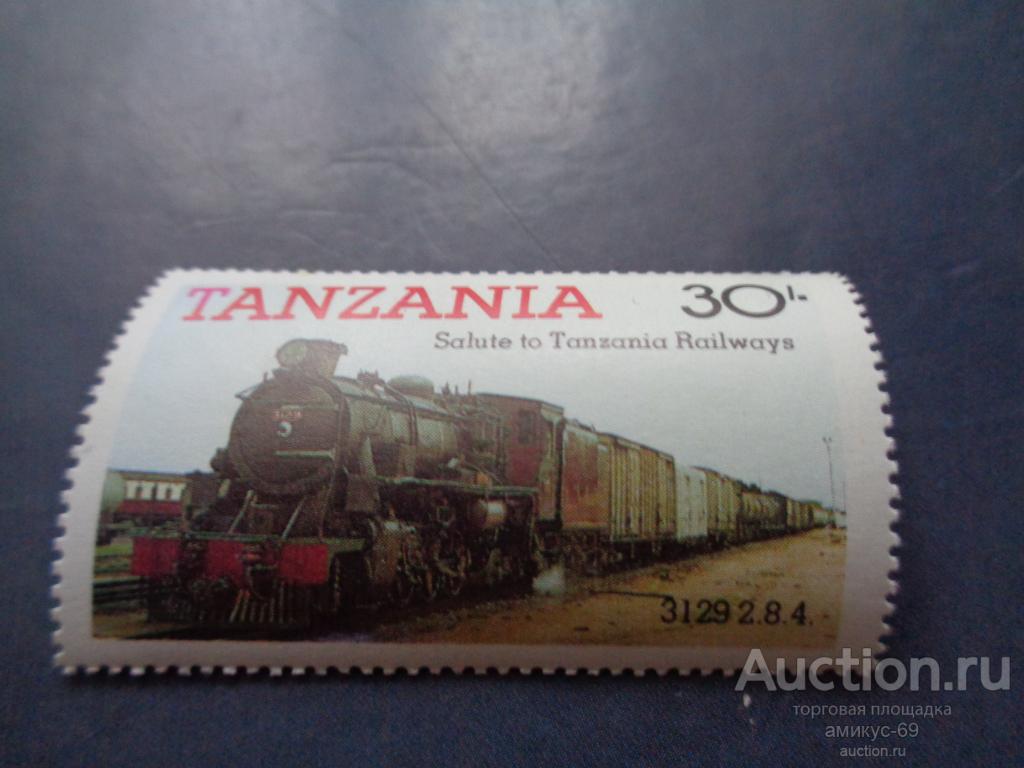 TANZANIA 30/-
Salute to Tanzania Railways
3129 2.8.4.
Auction.ru
торговая площадка
амикус-69
auction.ru